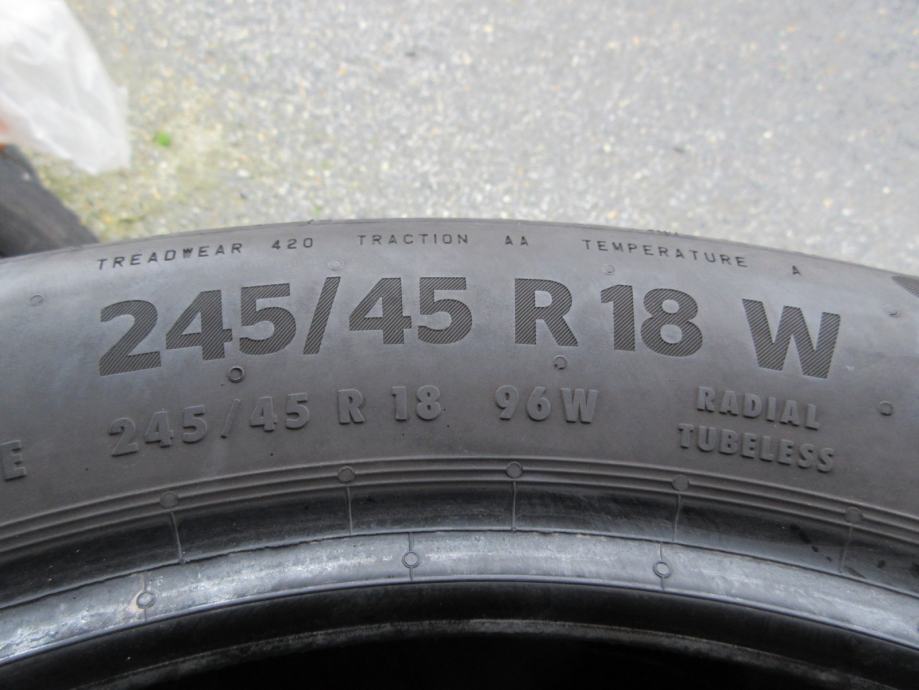 TREADWEAR 420 TRACTION AA TEMPERATURE A
245/45 R 18 W
245/45 R 18 96W RADIAL
TUBELESS